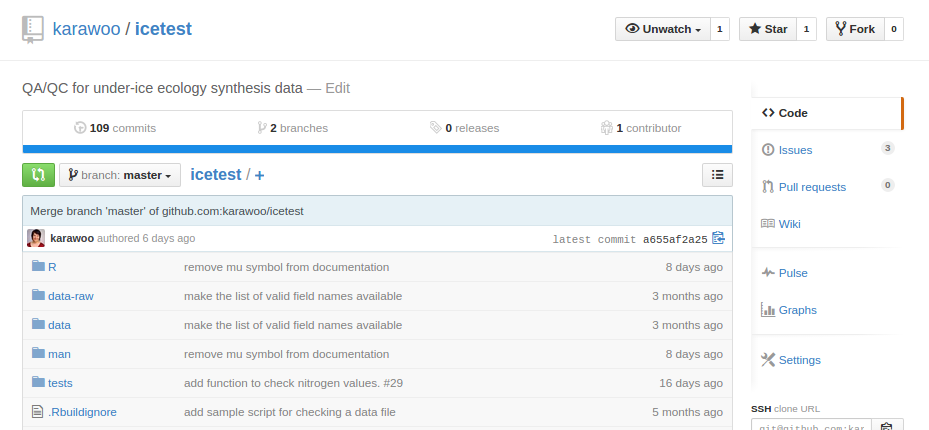 karawoo / icetest
Unwatch 1 Star 1 Fork 0
QA/QC for under-ice ecology synthesis data — Edit
109 commits 2 branches 0 releases 1 contributor
branch: master icetest / +
Merge branch 'master' of github.com:karawoo/icetest
karawoo authored 6 days ago latest commit a655af2a25
R remove mu symbol from documentation 8 days ago
data-raw make the list of valid field names available 3 months ago
data make the list of valid field names available 3 months ago
man remove mu symbol from documentation 8 days ago
tests add function to check nitrogen values. #29 16 days ago
.Rbuildignore add sample script for checking a data file 5 months ago
Code
Issues 3
Pull requests 0
Wiki
Pulse
Graphs
Settings
SSH clone URL
git@github.com:kar